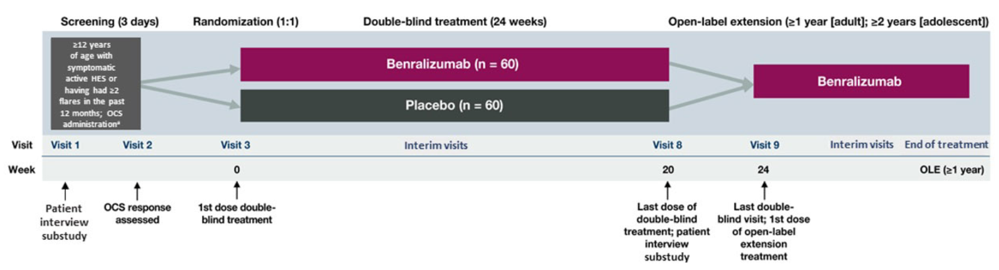 Screening (3 days) Randomization (1:1) Double-blind treatment (24 weeks) Open-label extension (≥1 year [adult]; ≥2 years [adolescent])
≥12 years
of age with
symptomatic
active HES or
having had ≥2
flares in the past
12 months; OCS
administrationª
Benralizumab (n = 60)
Placebo (n = 60)
Benralizumab
Visit Visit 1 Visit 2 Visit 3 Interim visits Visit 8 Visit 9 Interim visits End of treatment
Week 0 20 24 OLE (≥1 year)
Patient
interview
substudy
OCS response
assessed
1st dose double-
blind treatment
Last dose of
double-blind
treatment; patient
interview
substudy
Last double-
blind visit; 1st dose
of open-label
extension
treatment